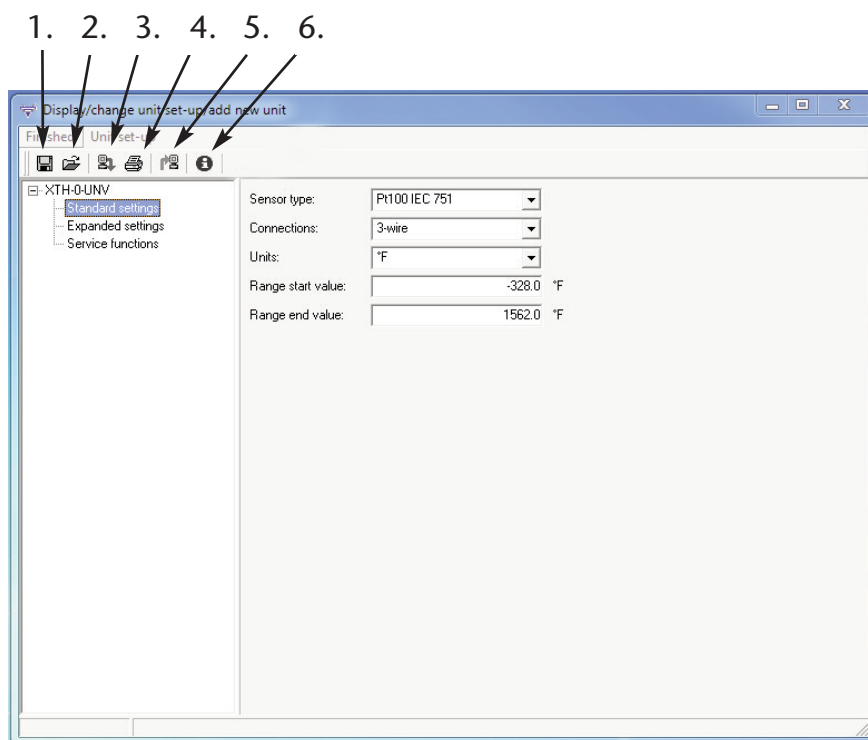 1. 2. 3. 4. 5. 6.
Display/change unit set-up/add new unit
Finished Unit set-up
XTH-0-UNV
Standard settings
Expanded settings
Service functions
Sensor type: Pt100 IEC 751
Connections: 3-wire
Units: °F
Range start value: -328.0 °F
Range end value: 1562.0 °F